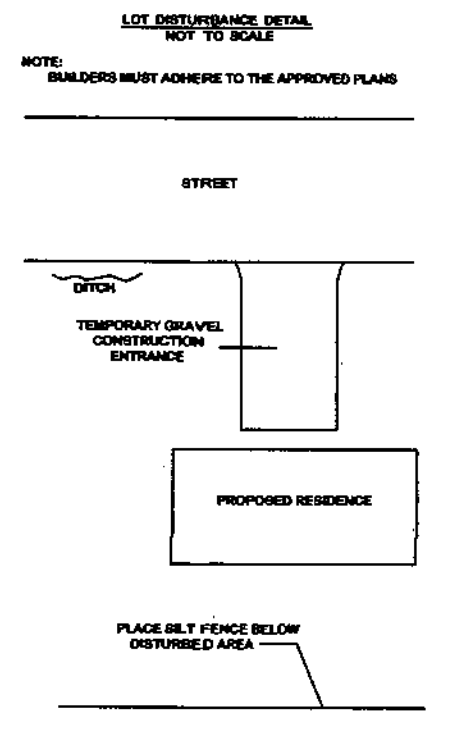 LOT DISTURBANCE DETAIL
NOT TO SCALE
NOTE:
BUILDERS MUST ADHERE TO THE APPROVED PLANS
STREET
DITCH
TEMPORARY GRAVEL
CONSTRUCTION
ENTRANCE
PROPOSED RESIDENCE
PLACE SILT FENCE BELOW
DISTURBED AREA